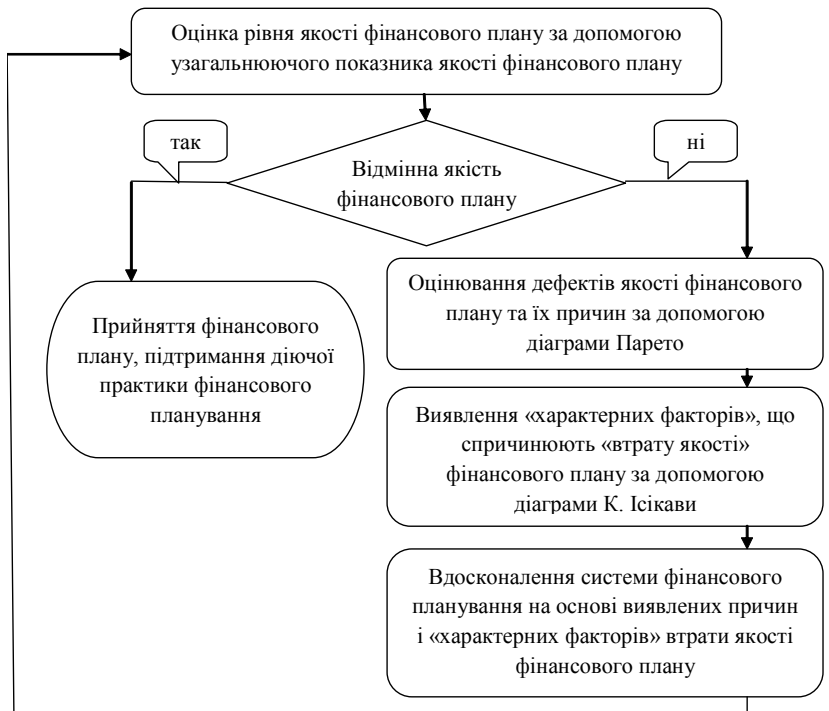 Оцінка рівня якості фінансового плану за допомогою
узагальнюючого показника якості фінансового плану
так
ні
Відмінна якість
фінансового плану
Прийняття фінансового
плану, підтримання діючої
практики фінансового
планування
Оцінювання дефектів якості фінансового
плану та їх причин за допомогою
діаграми Парето
Виявлення «характерних факторів», що
спричинюють «втрату якості»
фінансового плану за допомогою
діаграми К. Ісікави
Вдосконалення системи фінансового
планування на основі виявлених причин
і «характерних факторів» втрати якості
фінансового плану